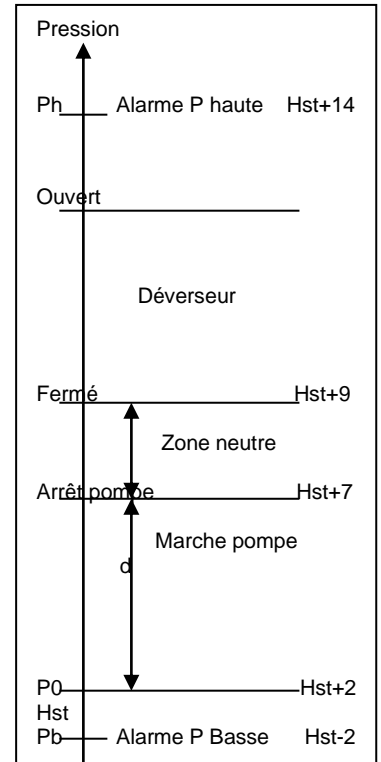 Pression
Ph Alarme P haute Hst+14
Ouvert
Déverseur
Fermé Hst+9
Zone neutre
Arrêt pompe Hst+7
Marche pompe
d
P0 Hst+2
Hst
Pb Alarme P Basse Hst-2